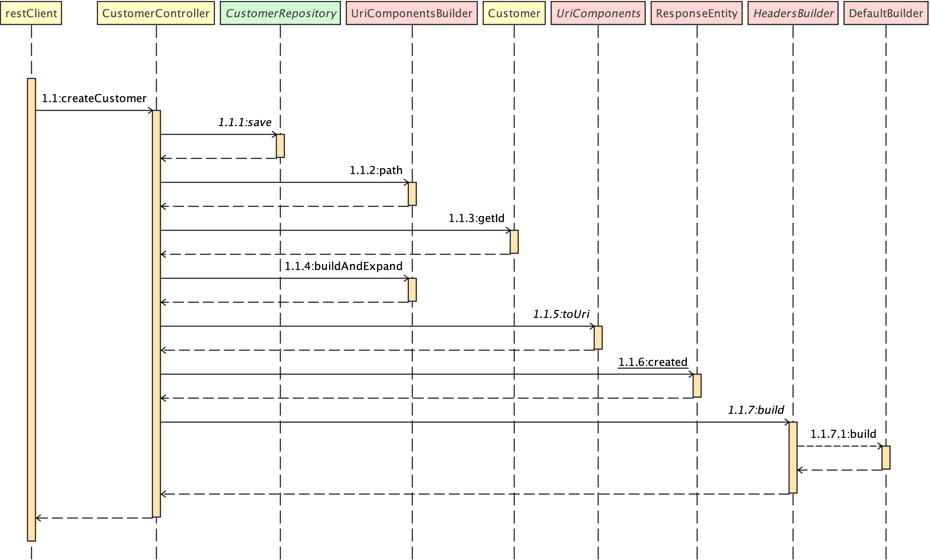 restClient
CustomerController
CustomerRepository
UriComponentsBuilder
Customer
UriComponents
ResponseEntity
HeadersBuilder
DefaultBuilder
1.1:createCustomer
1.1.1:save
1.1.2:path
1.1.3:getId
1.1.4:buildAndExpand
1.1.5:toUri
1.1.6:created
1.1.7:build
1.1.7.1:build